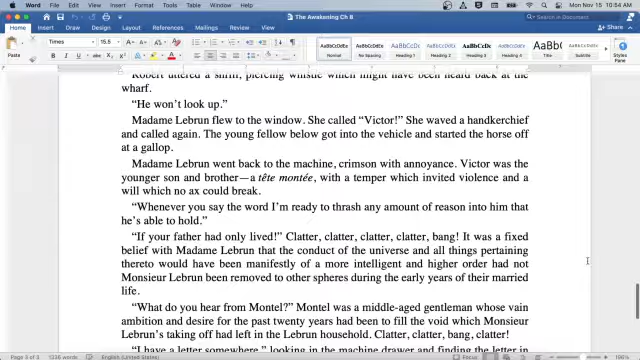 Word File Edit View Insert Format Tools Table Window Help
Mon Nov 15 10:54 AM
The Awakening Ch 8
Search in Document
Home Insert Draw Design Layout References Mailings Review View
Share
Paste
Times 15.5
AaBbCcDdEe
AaBbCcDdEe
AaBbCcDc
AaBbCcDdEe
AaBbCcDdEe
AaBb
AaBbCcDdEe
Normal
No Spacing
Heading 1
Heading 2
Heading 3
Title
Subtitle
Robert uttered a shrill, piercing whistle which might have been heard back at the
wharf.
“He won’t look up.”
Madame Lebrun flew to the window. She called “Victor!” She waved a handkerchief
and called again. The young fellow below got into the vehicle and started the horse off
at a gallop.
Madame Lebrun went back to the machine, crimson with annoyance. Victor was the
younger son and brother—a tête montée, with a temper which invited violence and a
will which no ax could break.
“Whenever you say the word I’m ready to thrash any amount of reason into him that
he’s able to hold.”
“If your father had only lived!” Clatter, clatter, clatter, clatter, bang! It was a fixed
belief with Madame Lebrun that the conduct of the universe and all things pertaining
thereto would have been manifestly of a more intelligent and higher order had not
Monsieur Lebrun been removed to other spheres during the early years of their married
life.
“What do you hear from Montel?” Montel was a middle-aged gentleman whose vain
ambition and desire for the past twenty years had been to fill the void which Monsieur
Lebrun’s taking off had left in the Lebrun household. Clatter, clatter, bang, clatter!
“I have a letter somewhere,” looking in the machine drawer and finding the letter in
Page 3 of 3 1236 words English (United States)
196%